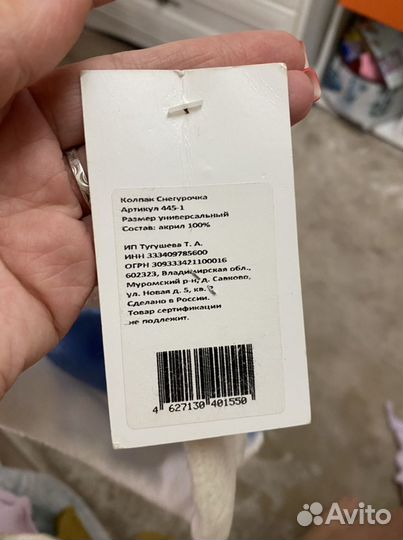 Колпак Снегурочка
Артикул 445-1
Размер универсальный
Состав: акрил 100%
ИП Тугушева Т. А.
ИНН 333409785600
ОГРН 309333421100016
602323, Владимирская обл.,
Муромский р-н, д. Савково,
ул. Новая д. 5, кв.
Сделано в России.
Товар сертификации
не подлежит.
4 627130 401550
Avito